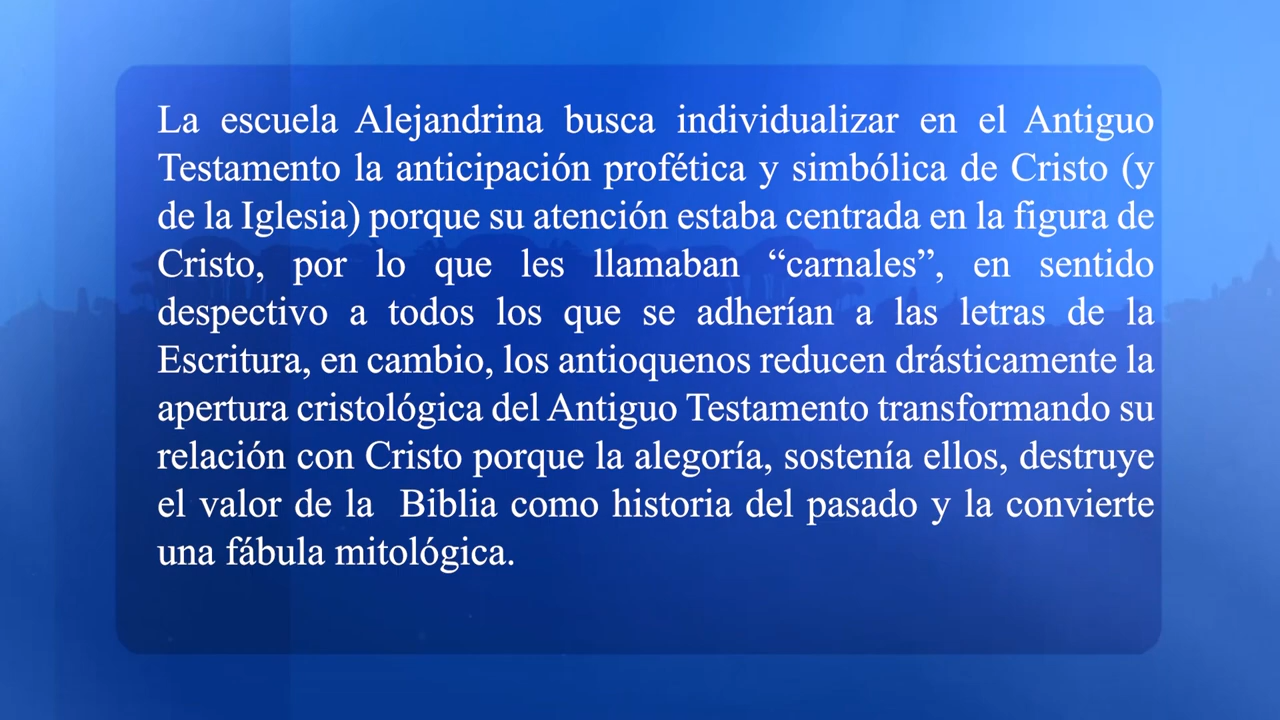 La escuela Alejandrina busca individualizar en el Antiguo
Testamento la anticipación profética y simbólica de Cristo (y
de la Iglesia) porque su atención estaba centrada en la figura de
Cristo, por lo que les llamaban “carnales”, en sentido
despectivo a todos los que se adherían a las letras de la
Escritura, en cambio, los antioquenos reducen drásticamente la
apertura cristológica del Antiguo Testamento transformando su
relación con Cristo porque la alegoría, sostenía ellos, destruye
el valor de la Biblia como historia del pasado y la convierte
una fábula mitológica.